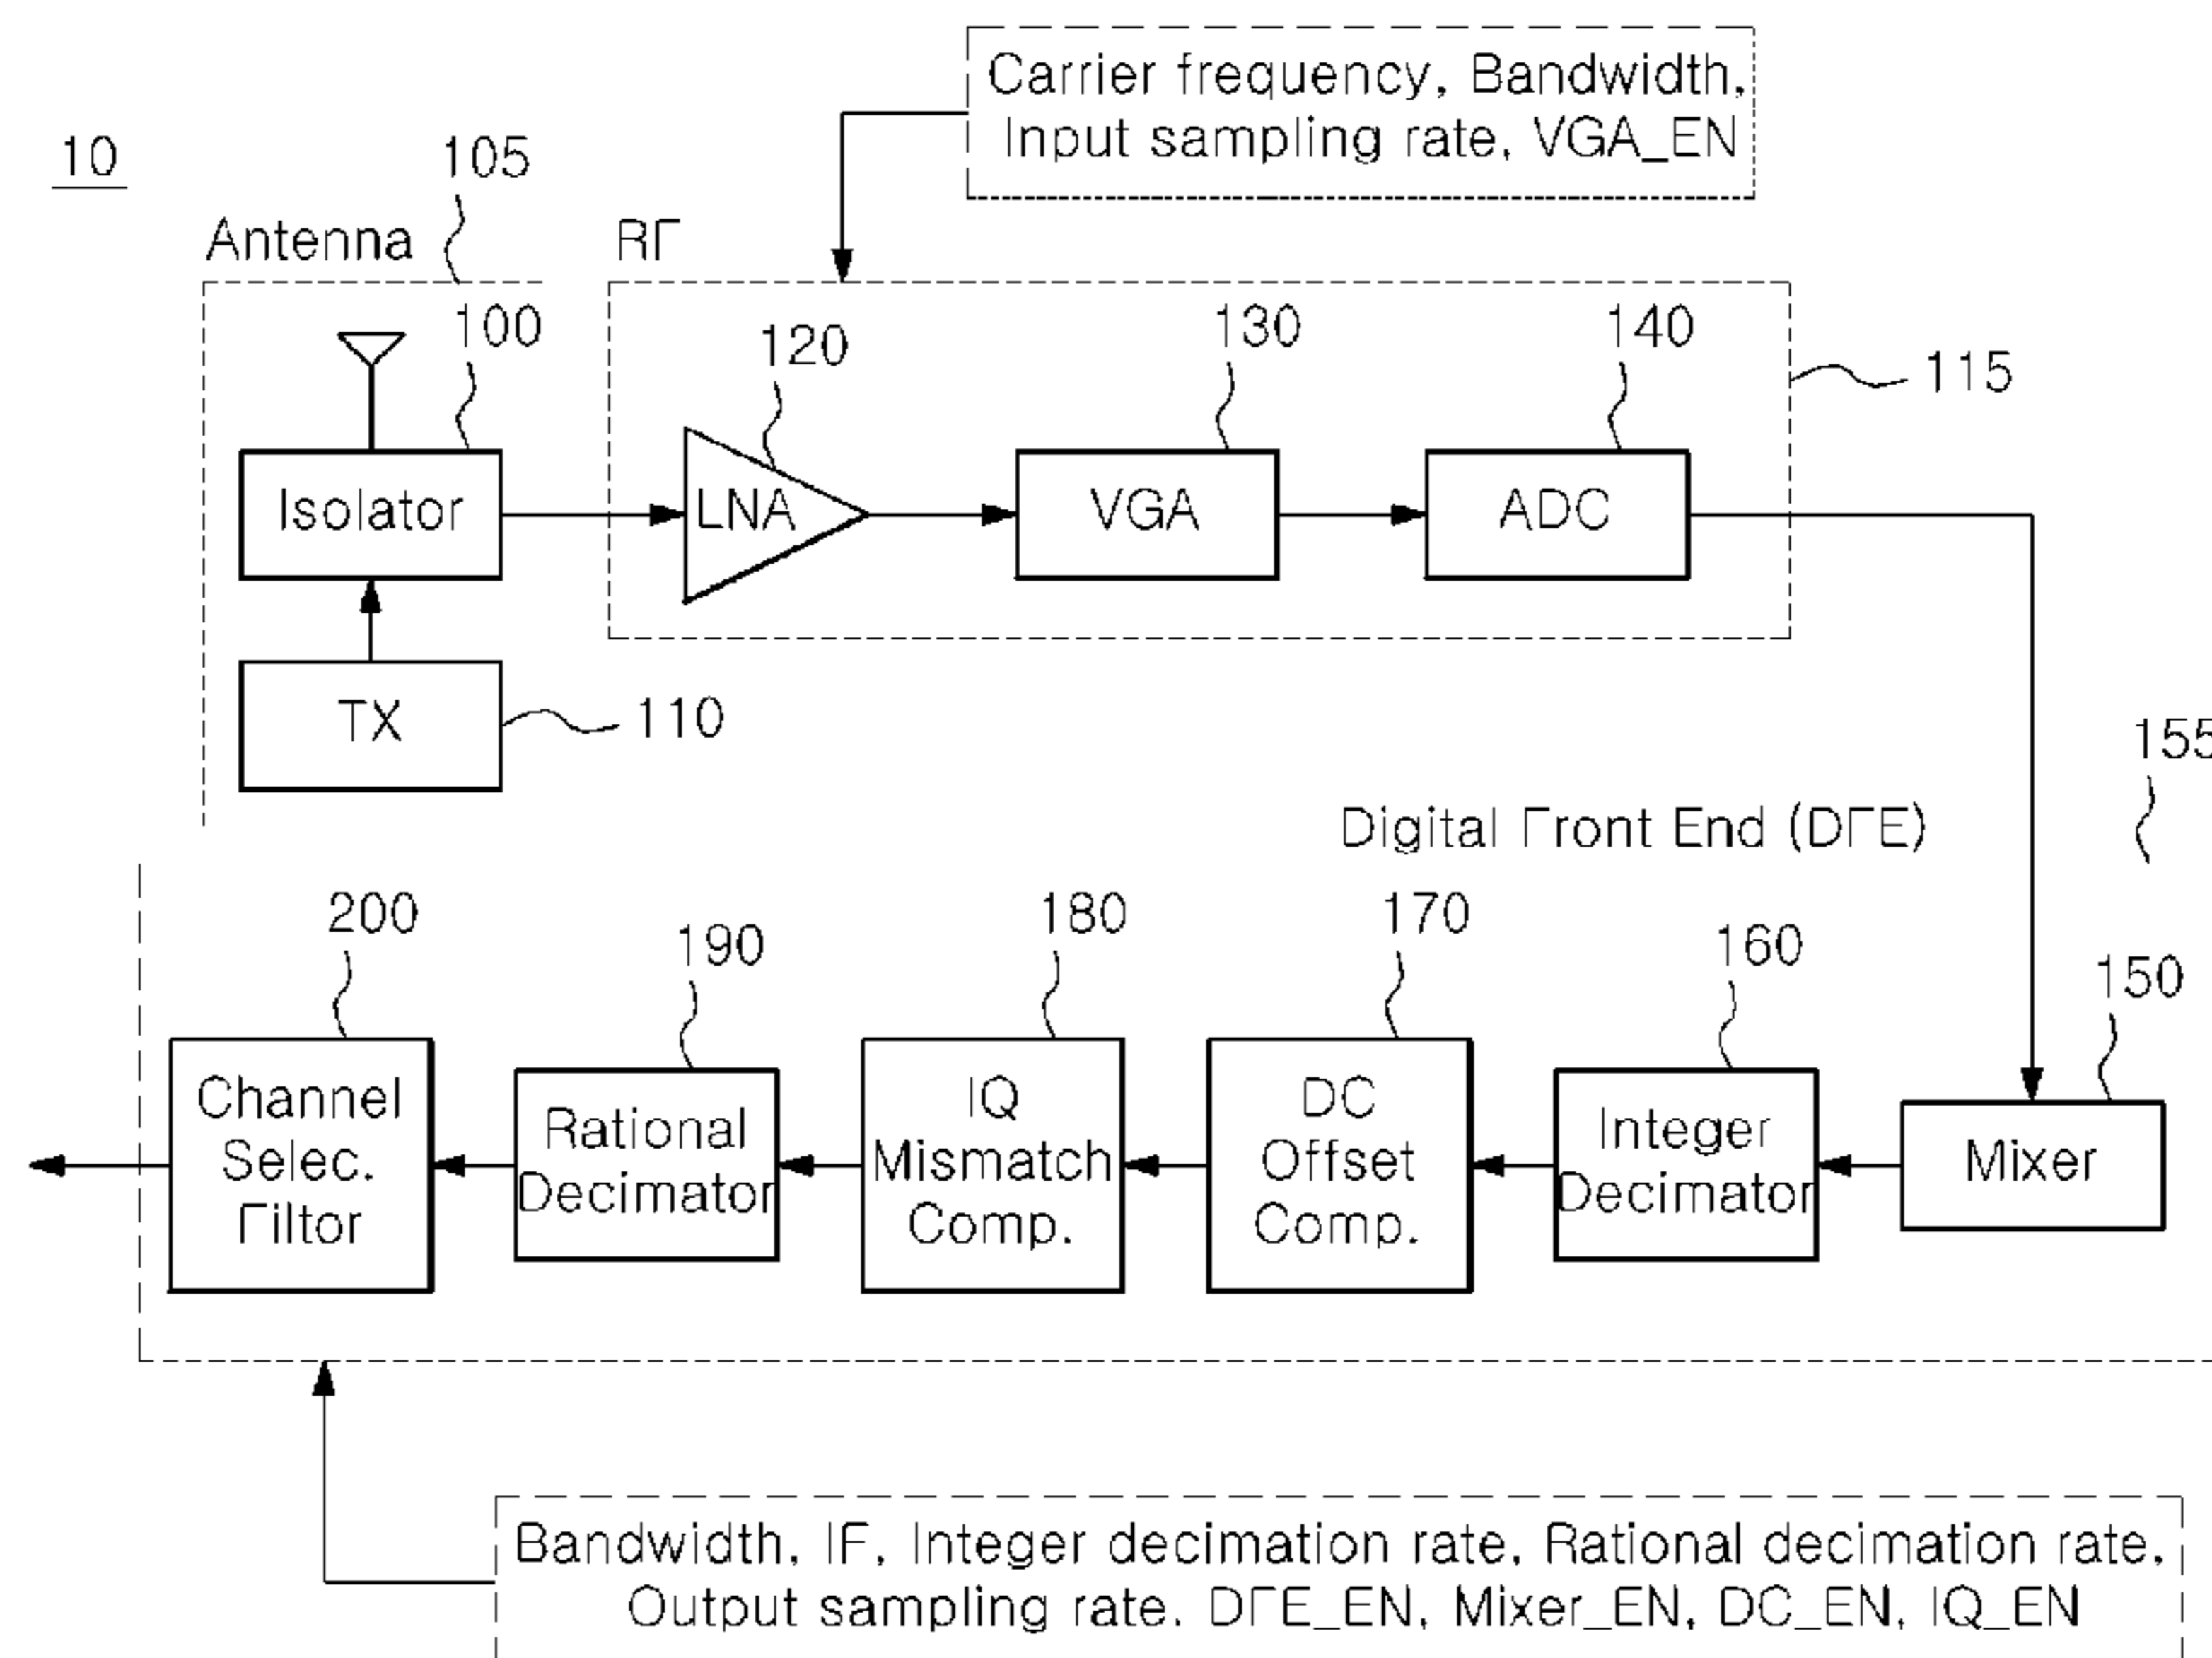 Carrier frequency, Bandwidth,
Input sampling rate, VGA_EN
10
105
Antenna
RF
100
120
130
140
115
Isolator
LNA
VGA
ADC
TX
110
155
Digital Front End (DFE)
200
190
180
170
160
150
Channel
Selec.
Filtor
Rational
Decimator
IQ
Mismatch
Comp.
DC
Offset
Comp.
Integer
Decimator
Mixer
Bandwidth, IF, Integer decimation rate, Rational decimation rate,
Output sampling rate. DFE_EN, Mixer_EN, DC_EN, IQ_EN